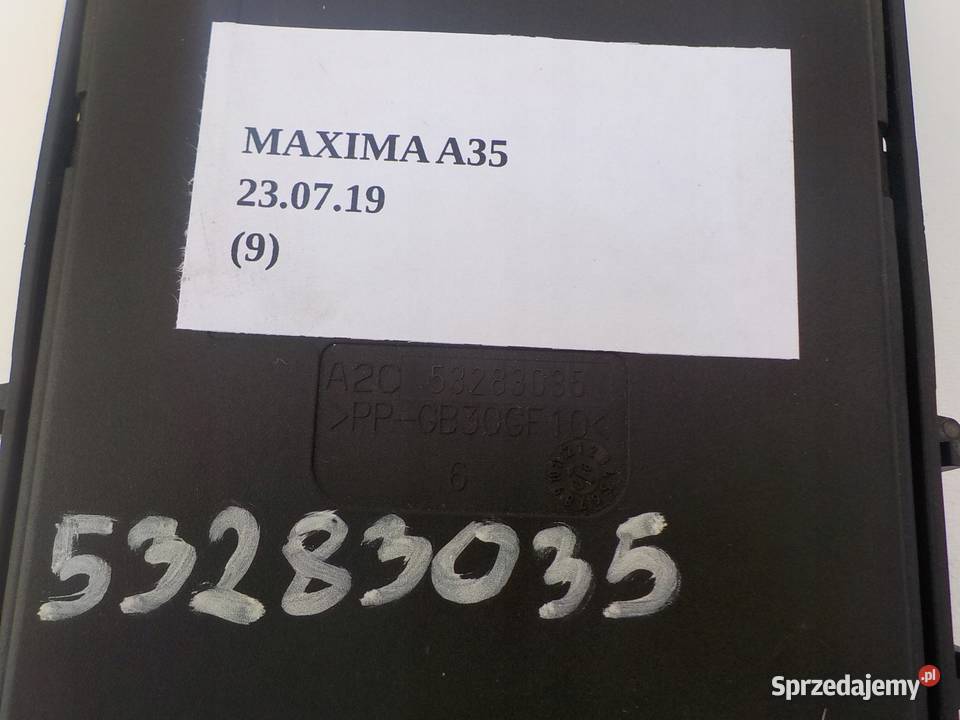 MAXIMA A35
23.07.19
(9)
A2C 53283035
>PP-GB30GF10<
6
53283035
Sprzedajemy.pl